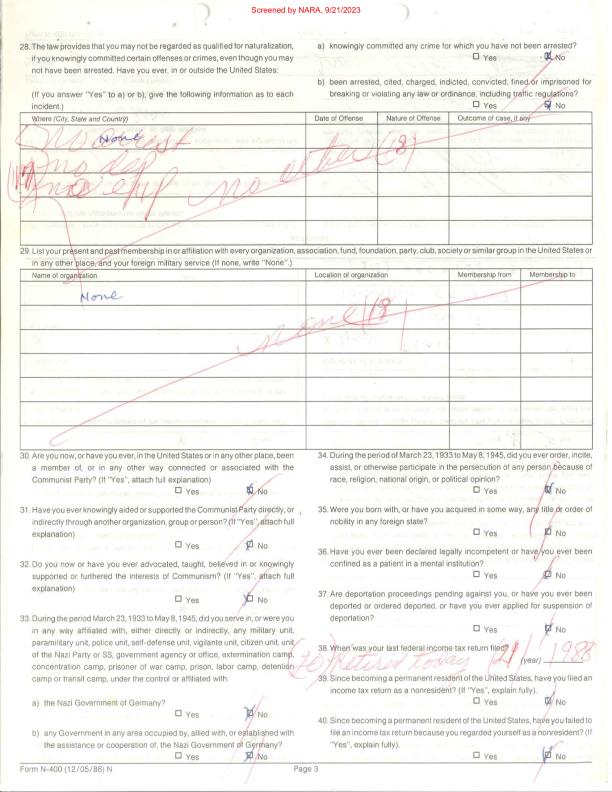 Screened by NARA, 9/21/2023
28. The law provides that you may not be regarded as qualified for naturalization,
if you knowingly committed certain offenses or crimes, even though you may
not have been arrested. Have you ever, in or outside the United States:
(If you answer "Yes" to a) or b), give the following information as to each
incident.)
a) knowingly committed any crime for which you have not been arrested?
Yes No
b) been arrested, cited, charged, indicted, convicted, fined or imprisoned for
breaking or violating any law or ordinance, including traffic regulations?
Yes No
Where (City, State and Country) Date of Offense Nature of Offense Outcome of case, if any
None
no other (18)
29. List your present and past membership in or affiliation with every organization, association, fund, foundation, party, club, society or similar group in the United States or
in any other place, and your foreign military service (If none, write "None".)
Name of organization Location of organization Membership from Membership to
None
none (18
30. Are you now, or have you ever, in the United States or in any other place, been
a member of, or in any other way connected or associated with the
Communist Party? (If "Yes", attach full explanation)
Yes No
31. Have you ever knowingly aided or supported the Communist Party directly, or
indirectly through another organization, group or person? (If "Yes", attach full
explanation)
Yes No
32. Do you now or have you ever advocated, taught, believed in or knowingly
supported or furthered the interests of Communism? (If "Yes", attach full
explanation)
Yes No
33. During the period March 23, 1933 to May 8, 1945, did you serve in, or were you
in any way affiliated with, either directly or indirectly, any military unit,
paramilitary unit, police unit, self-defense unit, vigilante unit, citizen unit, unit
of the Nazi Party or SS, government agency or office, extermination camp,
concentration camp, prisoner of war camp, prison, labor camp, detention
camp or transit camp, under the control or affiliated with:
a) the Nazi Government of Germany?
Yes No
b) any Government in any area occupied by, allied with, or established with
the assistance or cooperation of, the Nazi Government of Germany?
Yes No
34. During the period of March 23, 1933 to May 8, 1945, did you ever order, incite,
assist, or otherwise participate in the persecution of any person because of
race, religion, national origin, or political opinion?
Yes No
35. Were you born with, or have you acquired in some way, any title or order of
nobility in any foreign state?
Yes No
36. Have you ever been declared legally incompetent or have you ever been
confined as a patient in a mental institution?
Yes No
37. Are deportation proceedings pending against you, or have you ever been
deported or ordered deported, or have you ever applied for suspension of
deportation?
Yes No
38. When was your last federal income tax return filed?
(year) 1988
(20) retired today (21)
39. Since becoming a permanent resident of the United States, have you filed an
income tax return as a nonresident? (If "Yes", explain fully).
Yes No
40. Since becoming a permanent resident of the United States, have you failed to
file an income tax return because you regarded yourself as a nonresident? (If
"Yes", explain fully).
Yes No
Form N-400 (12/05/86) N Page 3